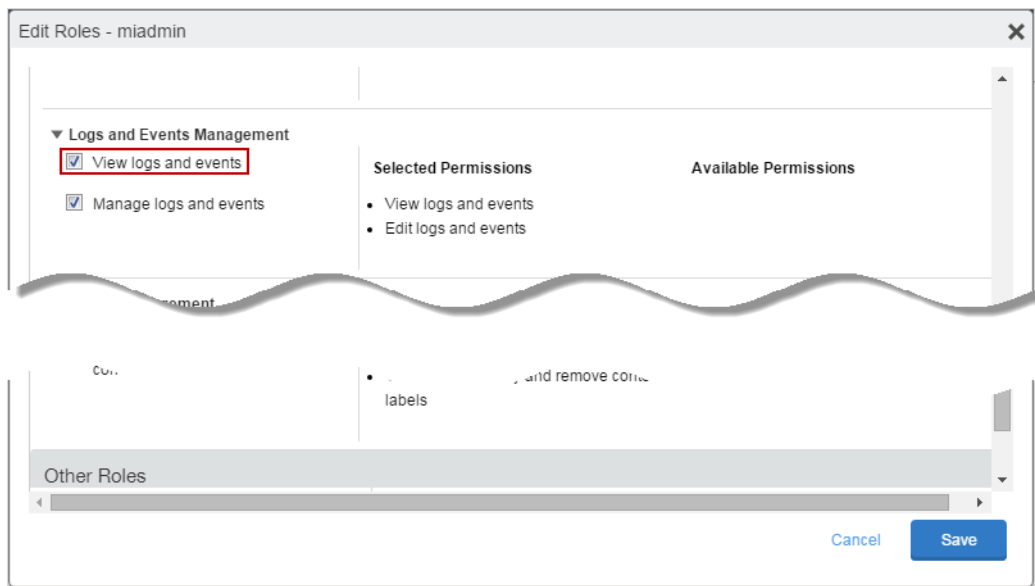 Edit Roles - miadmin
Logs and Events Management
View logs and events
Selected Permissions
Available Permissions
Manage logs and events
• View logs and events
• Edit logs and events
and remove
labels
Other Roles
Cancel
Save